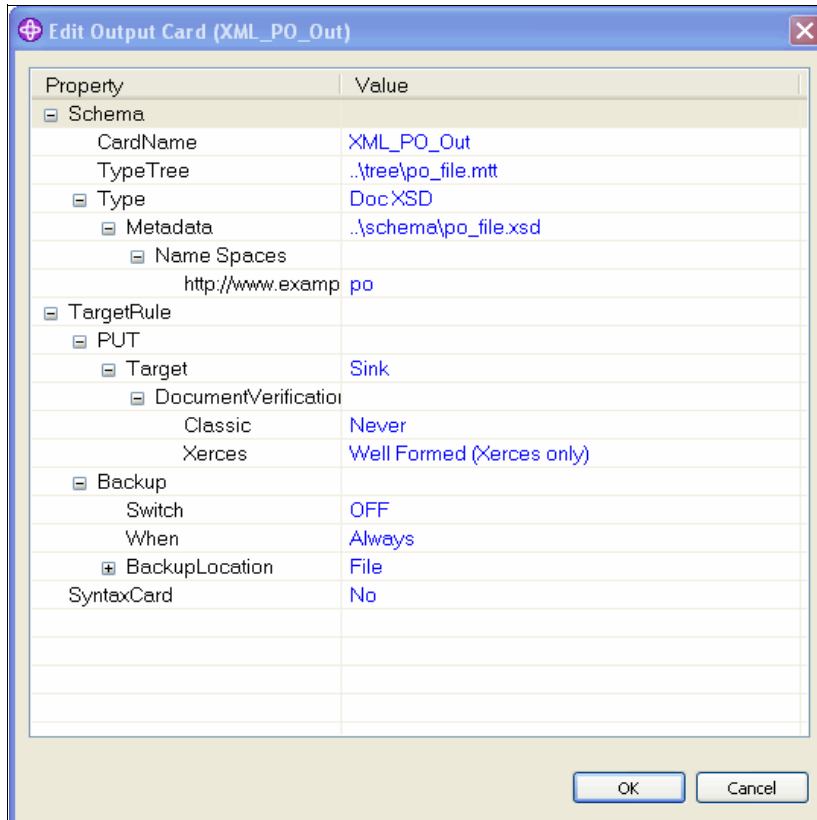 Edit Output Card (XML_PO_Out)
Property Value
Schema
CardName XML_PO_Out
TypeTree ..\tree\po_file.mtt
Type Doc XSD
Metadata ..\schema\po_file.xsd
Name Spaces
http://www.examp po
TargetRule
PUT
Target Sink
DocumentVerification
Classic Never
Xerces Well Formed (Xerces only)
Backup
Switch OFF
When Always
BackupLocation File
SyntaxCard No
OK Cancel